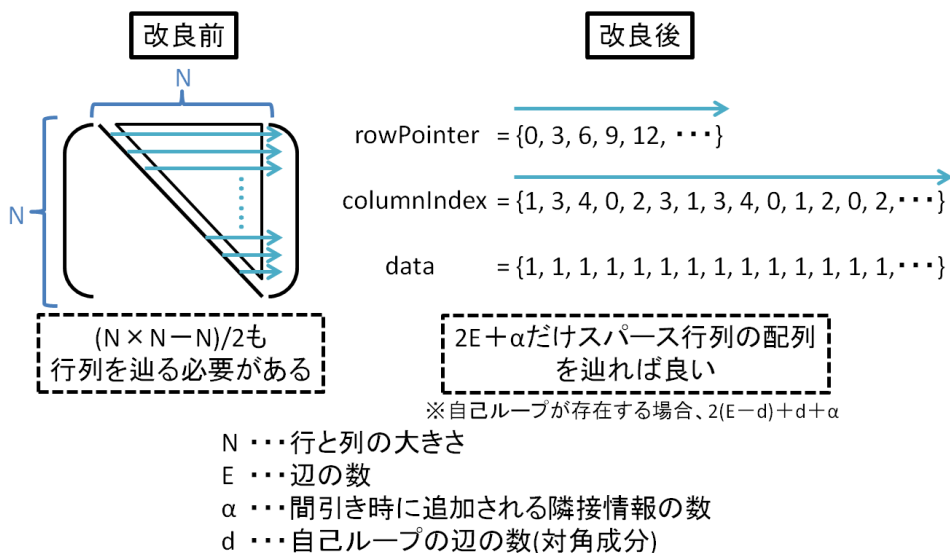 改良前
改良後
N
N
rowPointer = {0, 3, 6, 9, 12, ･･･}
columnIndex = {1, 3, 4, 0, 2, 3, 1, 3, 4, 0, 1, 2, 0, 2,･･･}
data = {1, 1, 1, 1, 1, 1, 1, 1, 1, 1, 1, 1, 1, 1,･･･}
(N×N－N)/2も
行列を辿る必要がある
2E＋αだけスパース行列の配列
を辿れば良い
※自己ループが存在する場合、2(E－d)＋d＋α
N ･･･行と列の大きさ
E ･･･辺の数
α ･･･間引き時に追加される隣接情報の数
d ･･･自己ループの辺の数(対角成分)